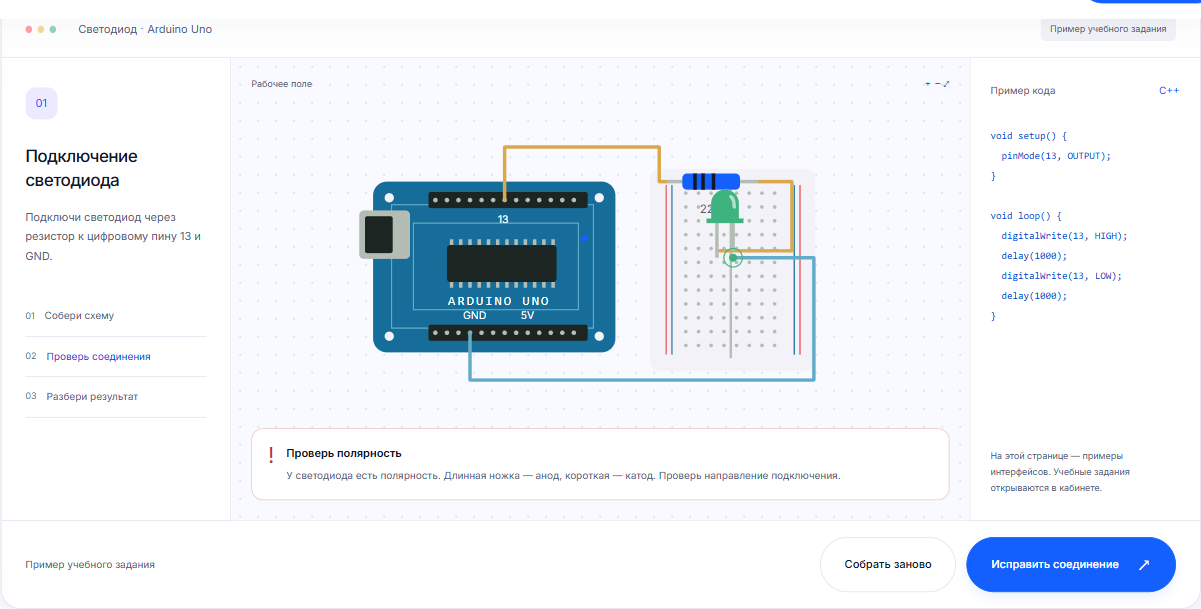 Светодиод · Arduino Uno
Пример учебного задания
01
Подключение
светодиода
Подключи светодиод через
резистор к цифровому пину 13 и
GND.
01 Собери схему
02 Проверь соединения
03 Разбери результат
Рабочее поле
+ − ⤢
13
22
ARDUINO UNO
GND 5V
! Проверь полярность
У светодиода есть полярность. Длинная ножка — анод, короткая — катод. Проверь направление подключения.
Пример кода C++
void setup() {
pinMode(13, OUTPUT);
}
void loop() {
digitalWrite(13, HIGH);
delay(1000);
digitalWrite(13, LOW);
delay(1000);
}
На этой странице — примеры
интерфейсов. Учебные задания
открываются в кабинете.
Пример учебного задания
Собрать заново
Исправить соединение ↗